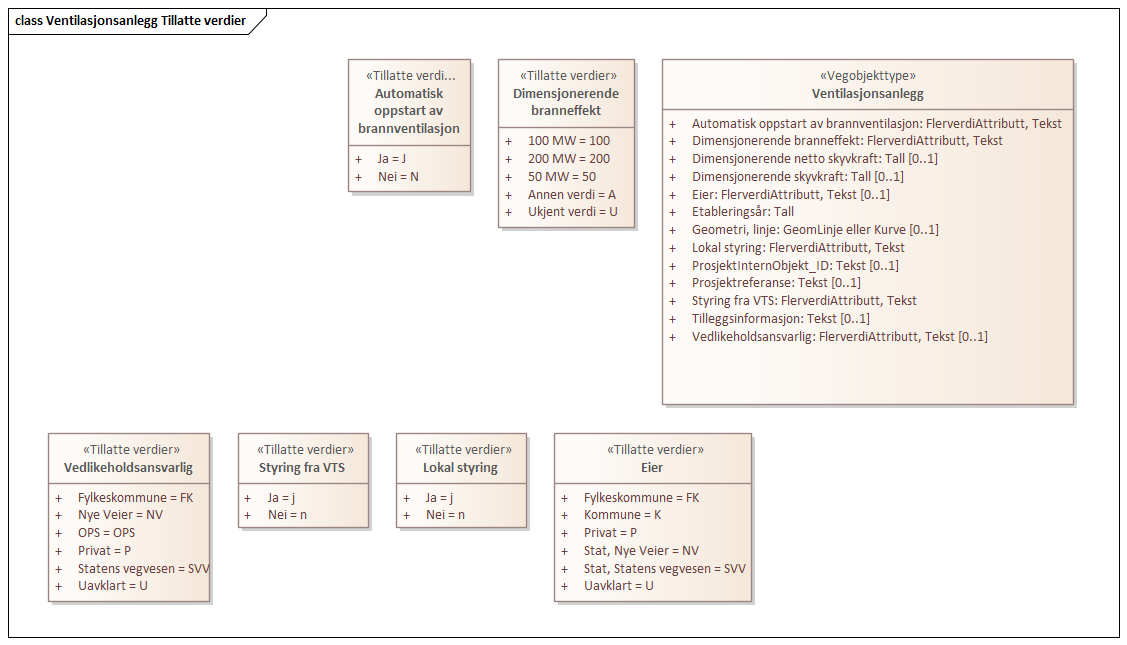 class Ventilasjonsanlegg Tillatte verdier
«Tillatte verdi...
Automatisk
oppstart av
brannventilasjon
+ Ja = J
+ Nei = N
«Tillatte verdier»
Dimensjonerende
branneffekt
+ 100 MW = 100
+ 200 MW = 200
+ 50 MW = 50
+ Annen verdi = A
+ Ukjent verdi = U
«Vegobjekttype»
Ventilasjonsanlegg
+ Automatisk oppstart av brannventilasjon: FlerverdiAttributt, Tekst
+ Dimensjonerende branneffekt: FlerverdiAttributt, Tekst
+ Dimensjonerende netto skyvkraft: Tall [0..1]
+ Dimensjonerende skyvkraft: Tall [0..1]
+ Eier: FlerverdiAttributt, Tekst [0..1]
+ Etableringsår: Tall
+ Geometri, linje: GeomLinje eller Kurve [0..1]
+ Lokal styring: FlerverdiAttributt, Tekst
+ ProsjektInternObjekt_ID: Tekst [0..1]
+ Prosjektreferanse: Tekst [0..1]
+ Styring fra VTS: FlerverdiAttributt, Tekst
+ Tilleggsinformasjon: Tekst [0..1]
+ Vedlikeholdsansvarlig: FlerverdiAttributt, Tekst [0..1]
«Tillatte verdier»
Vedlikeholdsansvarlig
+ Fylkeskommune = FK
+ Nye Veier = NV
+ OPS = OPS
+ Privat = P
+ Statens vegvesen = SVV
+ Uavklart = U
«Tillatte verdier»
Styring fra VTS
+ Ja = j
+ Nei = n
«Tillatte verdier»
Lokal styring
+ Ja = j
+ Nei = n
«Tillatte verdier»
Eier
+ Fylkeskommune = FK
+ Kommune = K
+ Privat = P
+ Stat, Nye Veier = NV
+ Stat, Statens vegvesen = SVV
+ Uavklart = U